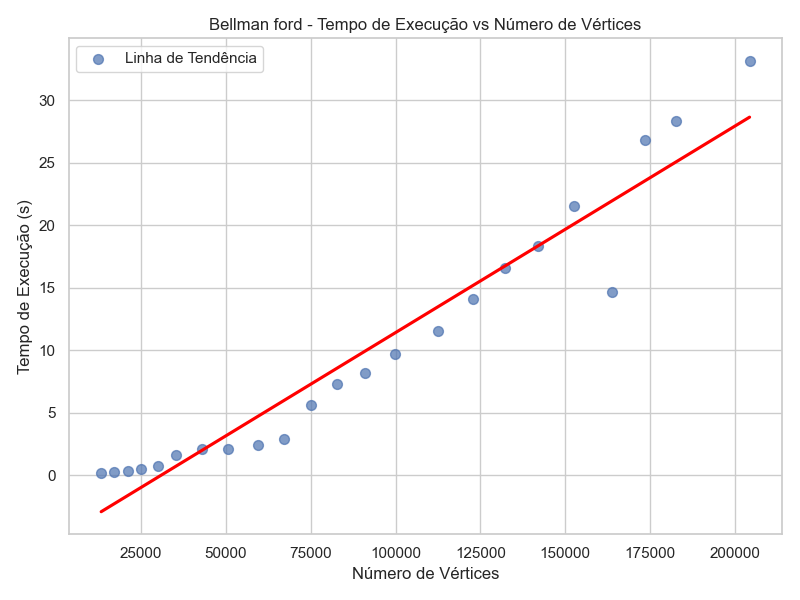 Bellman ford - Tempo de Execução vs Número de Vértices
Linha de Tendência
Tempo de Execução (s)
30
25
20
15
10
5
0
25000 50000 75000 100000 125000 150000 175000 200000
Número de Vértices